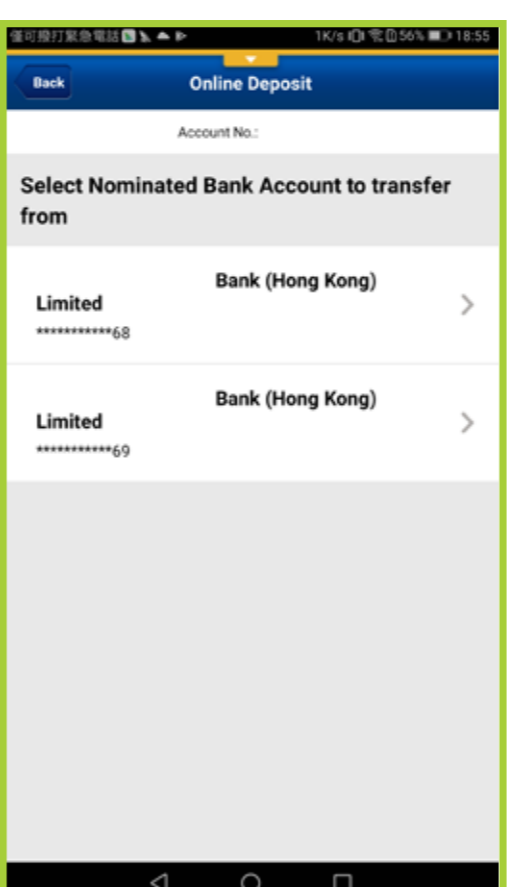 僅可撥打緊急電話 1K/s 56% 18:55
Back Online Deposit
Account No.:
Select Nominated Bank Account to transfer
from
Bank (Hong Kong)
Limited
***********68
Bank (Hong Kong)
Limited
***********69